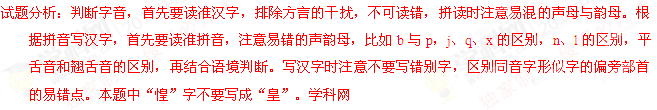 试题分析：判断字音，首先要读准汉字，排除方言的干扰，不可读错，拼读时注意易混的声母与韵母。根
据拼音写汉字，首先要读准拼音，注意易错的声韵母，比如 b 与 p，j、q、x 的区别，n、l 的区别，平
舌音和翘舌音的区别，再结合语境判断。写汉字时注意不要写错别字，区别同音字形似字的偏旁部首
的易错点。本题中“惶”字不要写成“皇”。学科网